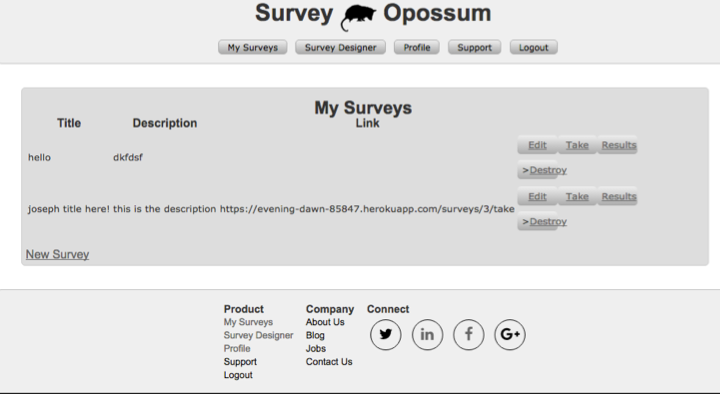 Survey Opossum
My Surveys Survey Designer Profile Support Logout
My Surveys
Title Description Link
hello dkfdsf Edit Take Results
>Destroy
joseph title here! this is the description https://evening-dawn-85847.herokuapp.com/surveys/3/take Edit Take Results
>Destroy
New Survey
Product Company Connect
My Surveys About Us
Survey Designer Blog
Profile Jobs
Support Contact Us
Logout
in f G+